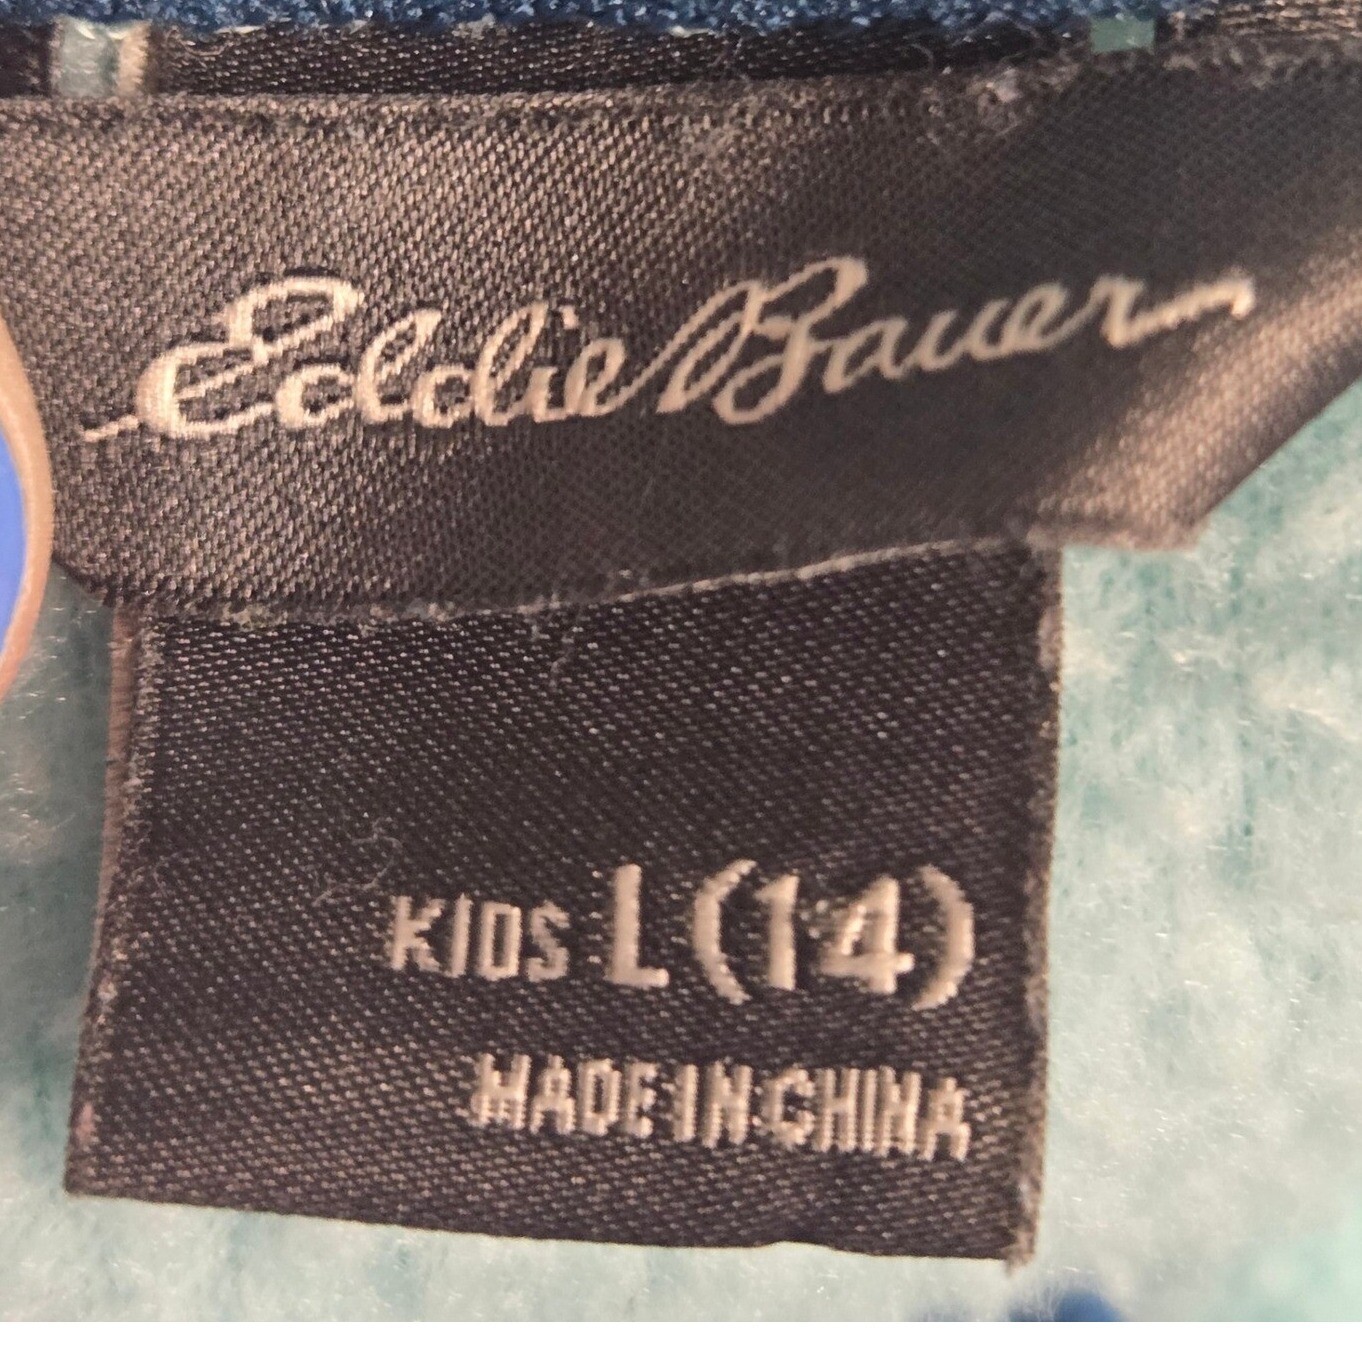 Eddie Bauer
KIDS L (14)
MADE IN CHINA